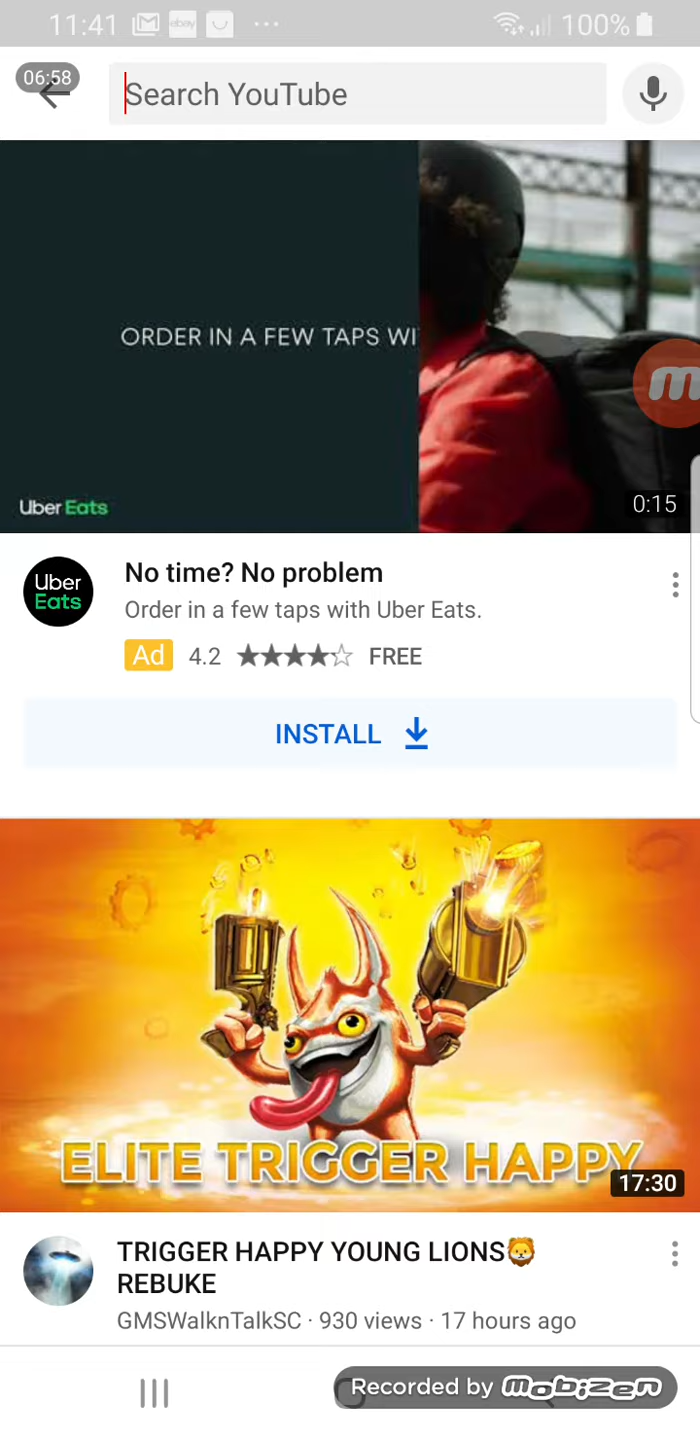 11:41 ebay ... 100%
06:58
Search YouTube
ORDER IN A FEW TAPS WI
Uber Eats
0:15
Uber
Eats
No time? No problem
Order in a few taps with Uber Eats.
Ad 4.2 ★★★★☆ FREE
INSTALL
ELITE TRIGGER HAPPY
17:30
TRIGGER HAPPY YOUNG LIONS🦁
REBUKE
GMSWalknTalkSC · 930 views · 17 hours ago
Recorded by mobizen